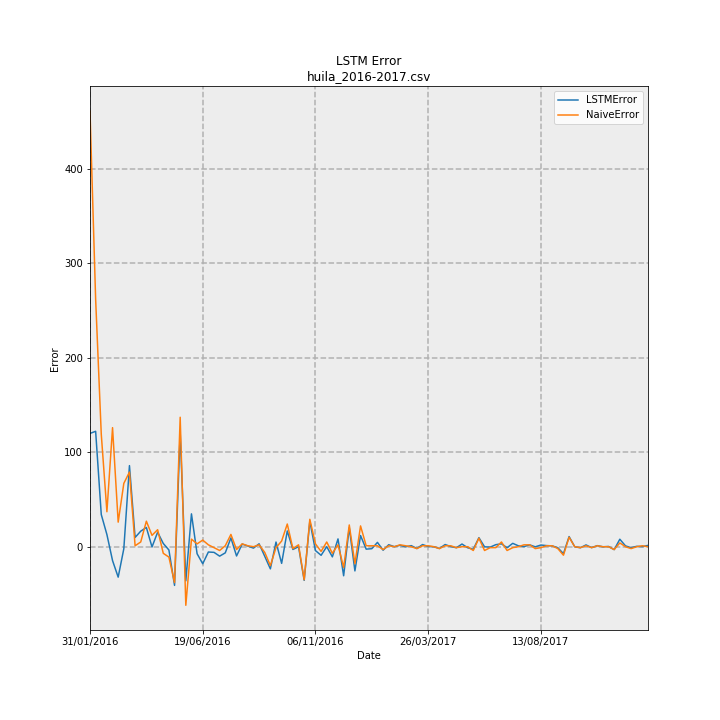 LSTM Error
huila_2016-2017.csv
LSTMError
NaiveError
400
300
200
100
0
Error
31/01/2016
19/06/2016
06/11/2016
26/03/2017
13/08/2017
Date